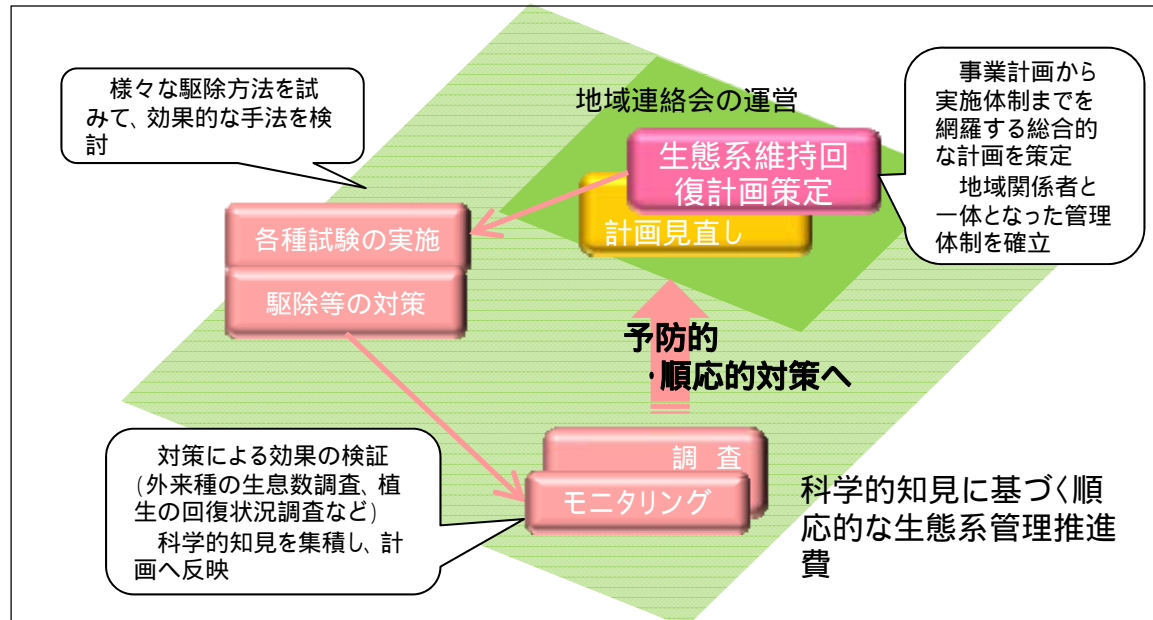 様々な駆除方法を試
みて、効果的な手法を検
討
地域連絡会の運営
生態系維持回
復計画策定
計画見直し
事業計画から
実施体制までを
網羅する総合的
な計画を策定
地域関係者と
一体となった管理
体制を確立
各種試験の実施
駆除等の対策
予防的
・順応的対策へ
調 査
モニタリング
対策による効果の検証
(外来種の生息数調査、植
生の回復状況調査など)
科学的知見を集積し、計
画へ反映
科学的知見に基づく順
応的な生態系管理推進
費